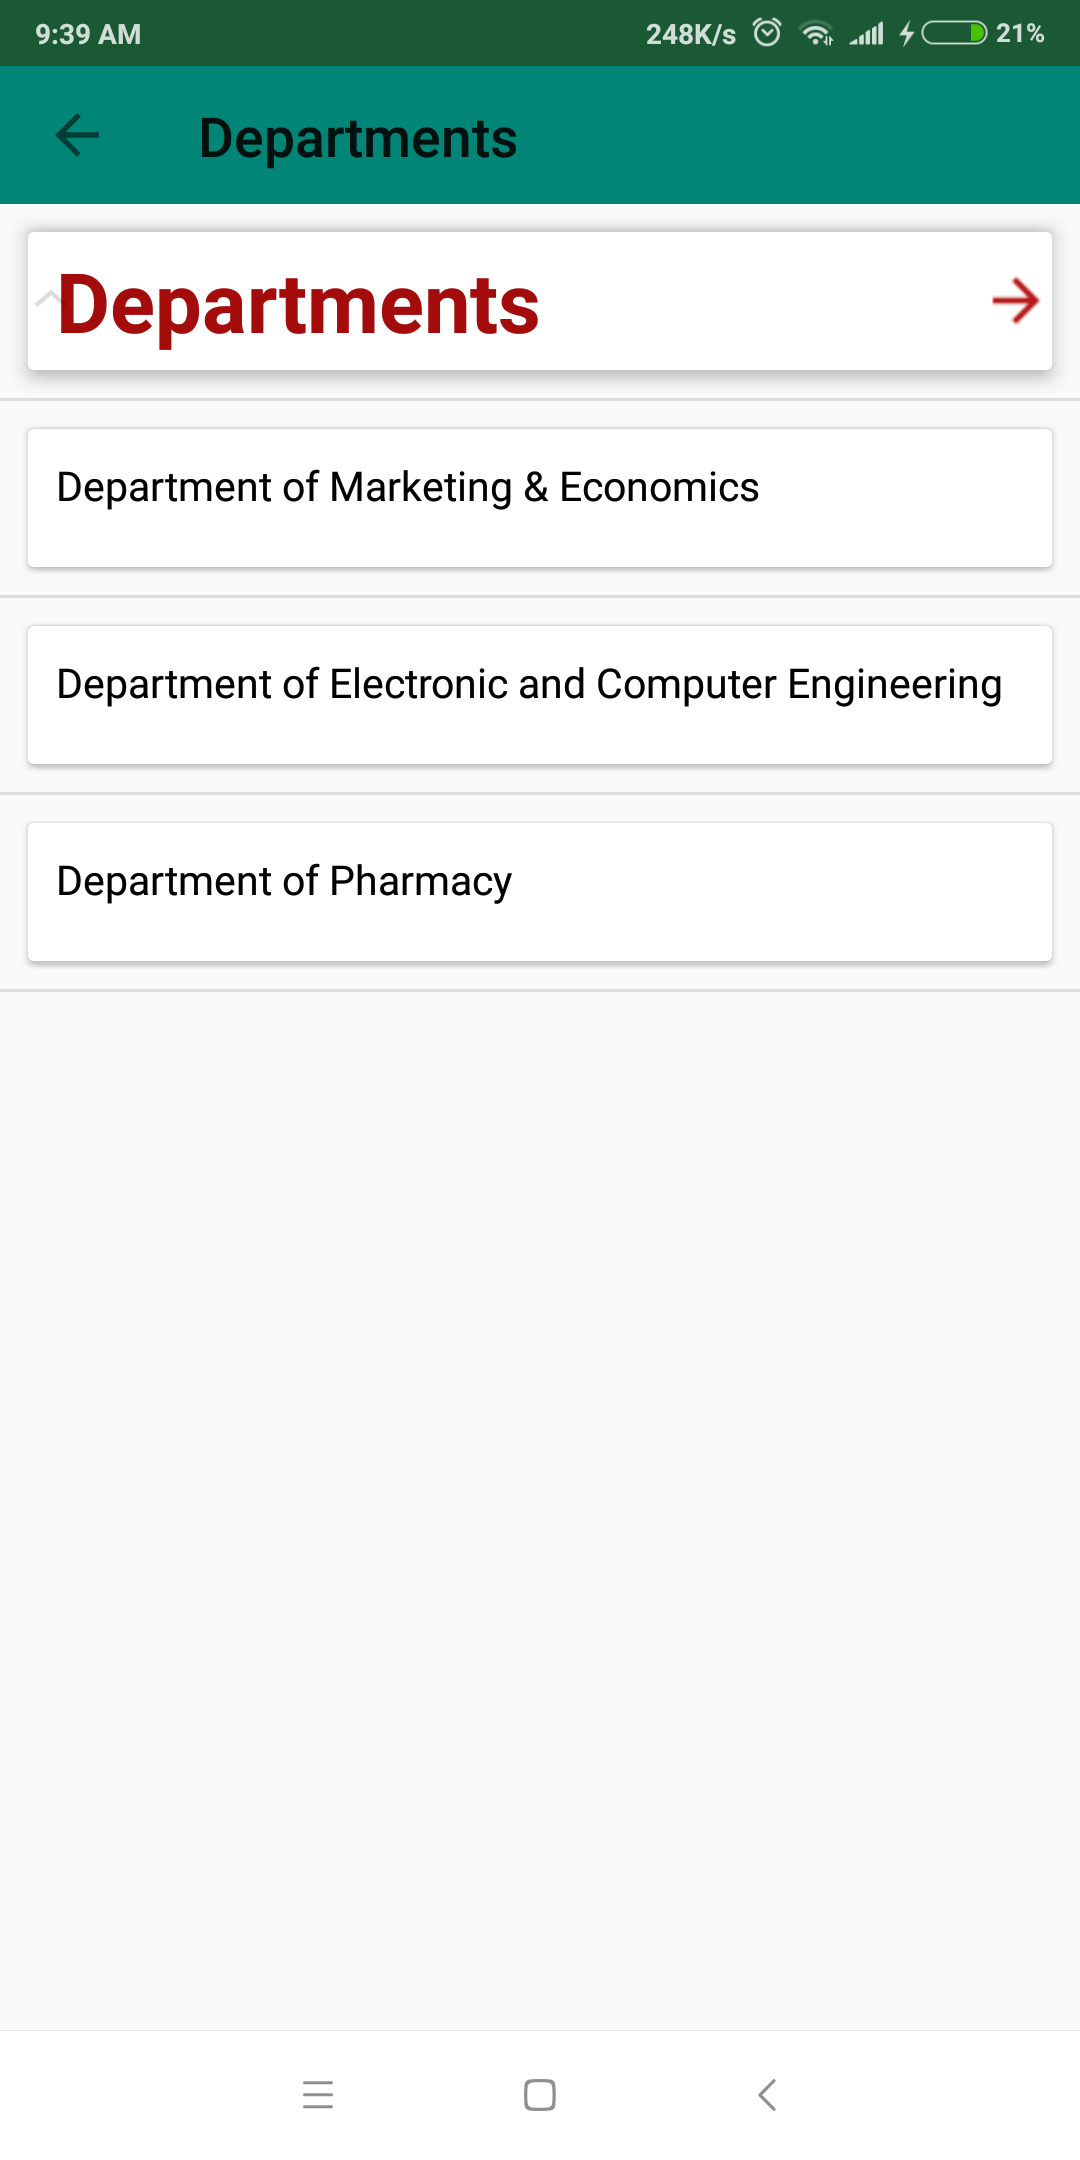 9:39 AM 248K/s 21%
Departments
Departments
Department of Marketing & Economics
Department of Electronic and Computer Engineering
Department of Pharmacy